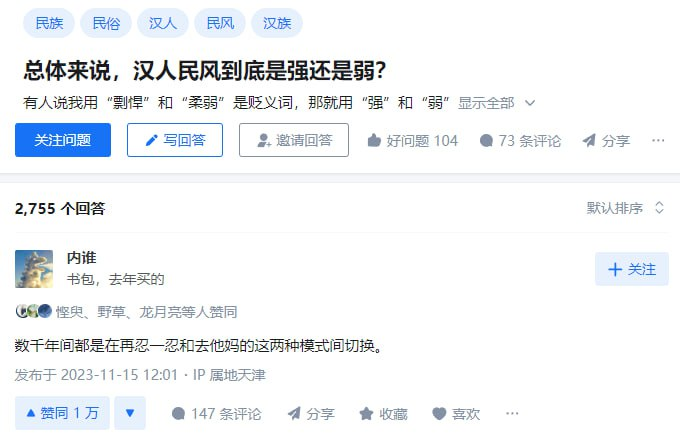 民族 民俗 汉人 民风 汉族
总体来说，汉人民风到底是强还是弱？
有人说我用“剽悍”和“柔弱”是贬义词，那就用“强”和“弱” 显示全部
关注问题 写回答 邀请回答 好问题 104 73 条评论 分享 ···
2,755 个回答 默认排序
内谁
书包，去年买的
+ 关注
悭臾、野草、龙月亮等人赞同
数千年间都是在再忍一忍和去他妈的这两种模式间切换。
发布于 2023-11-15 12:01 · IP 属地天津
赞同 1 万 147 条评论 分享 收藏 喜欢 ···